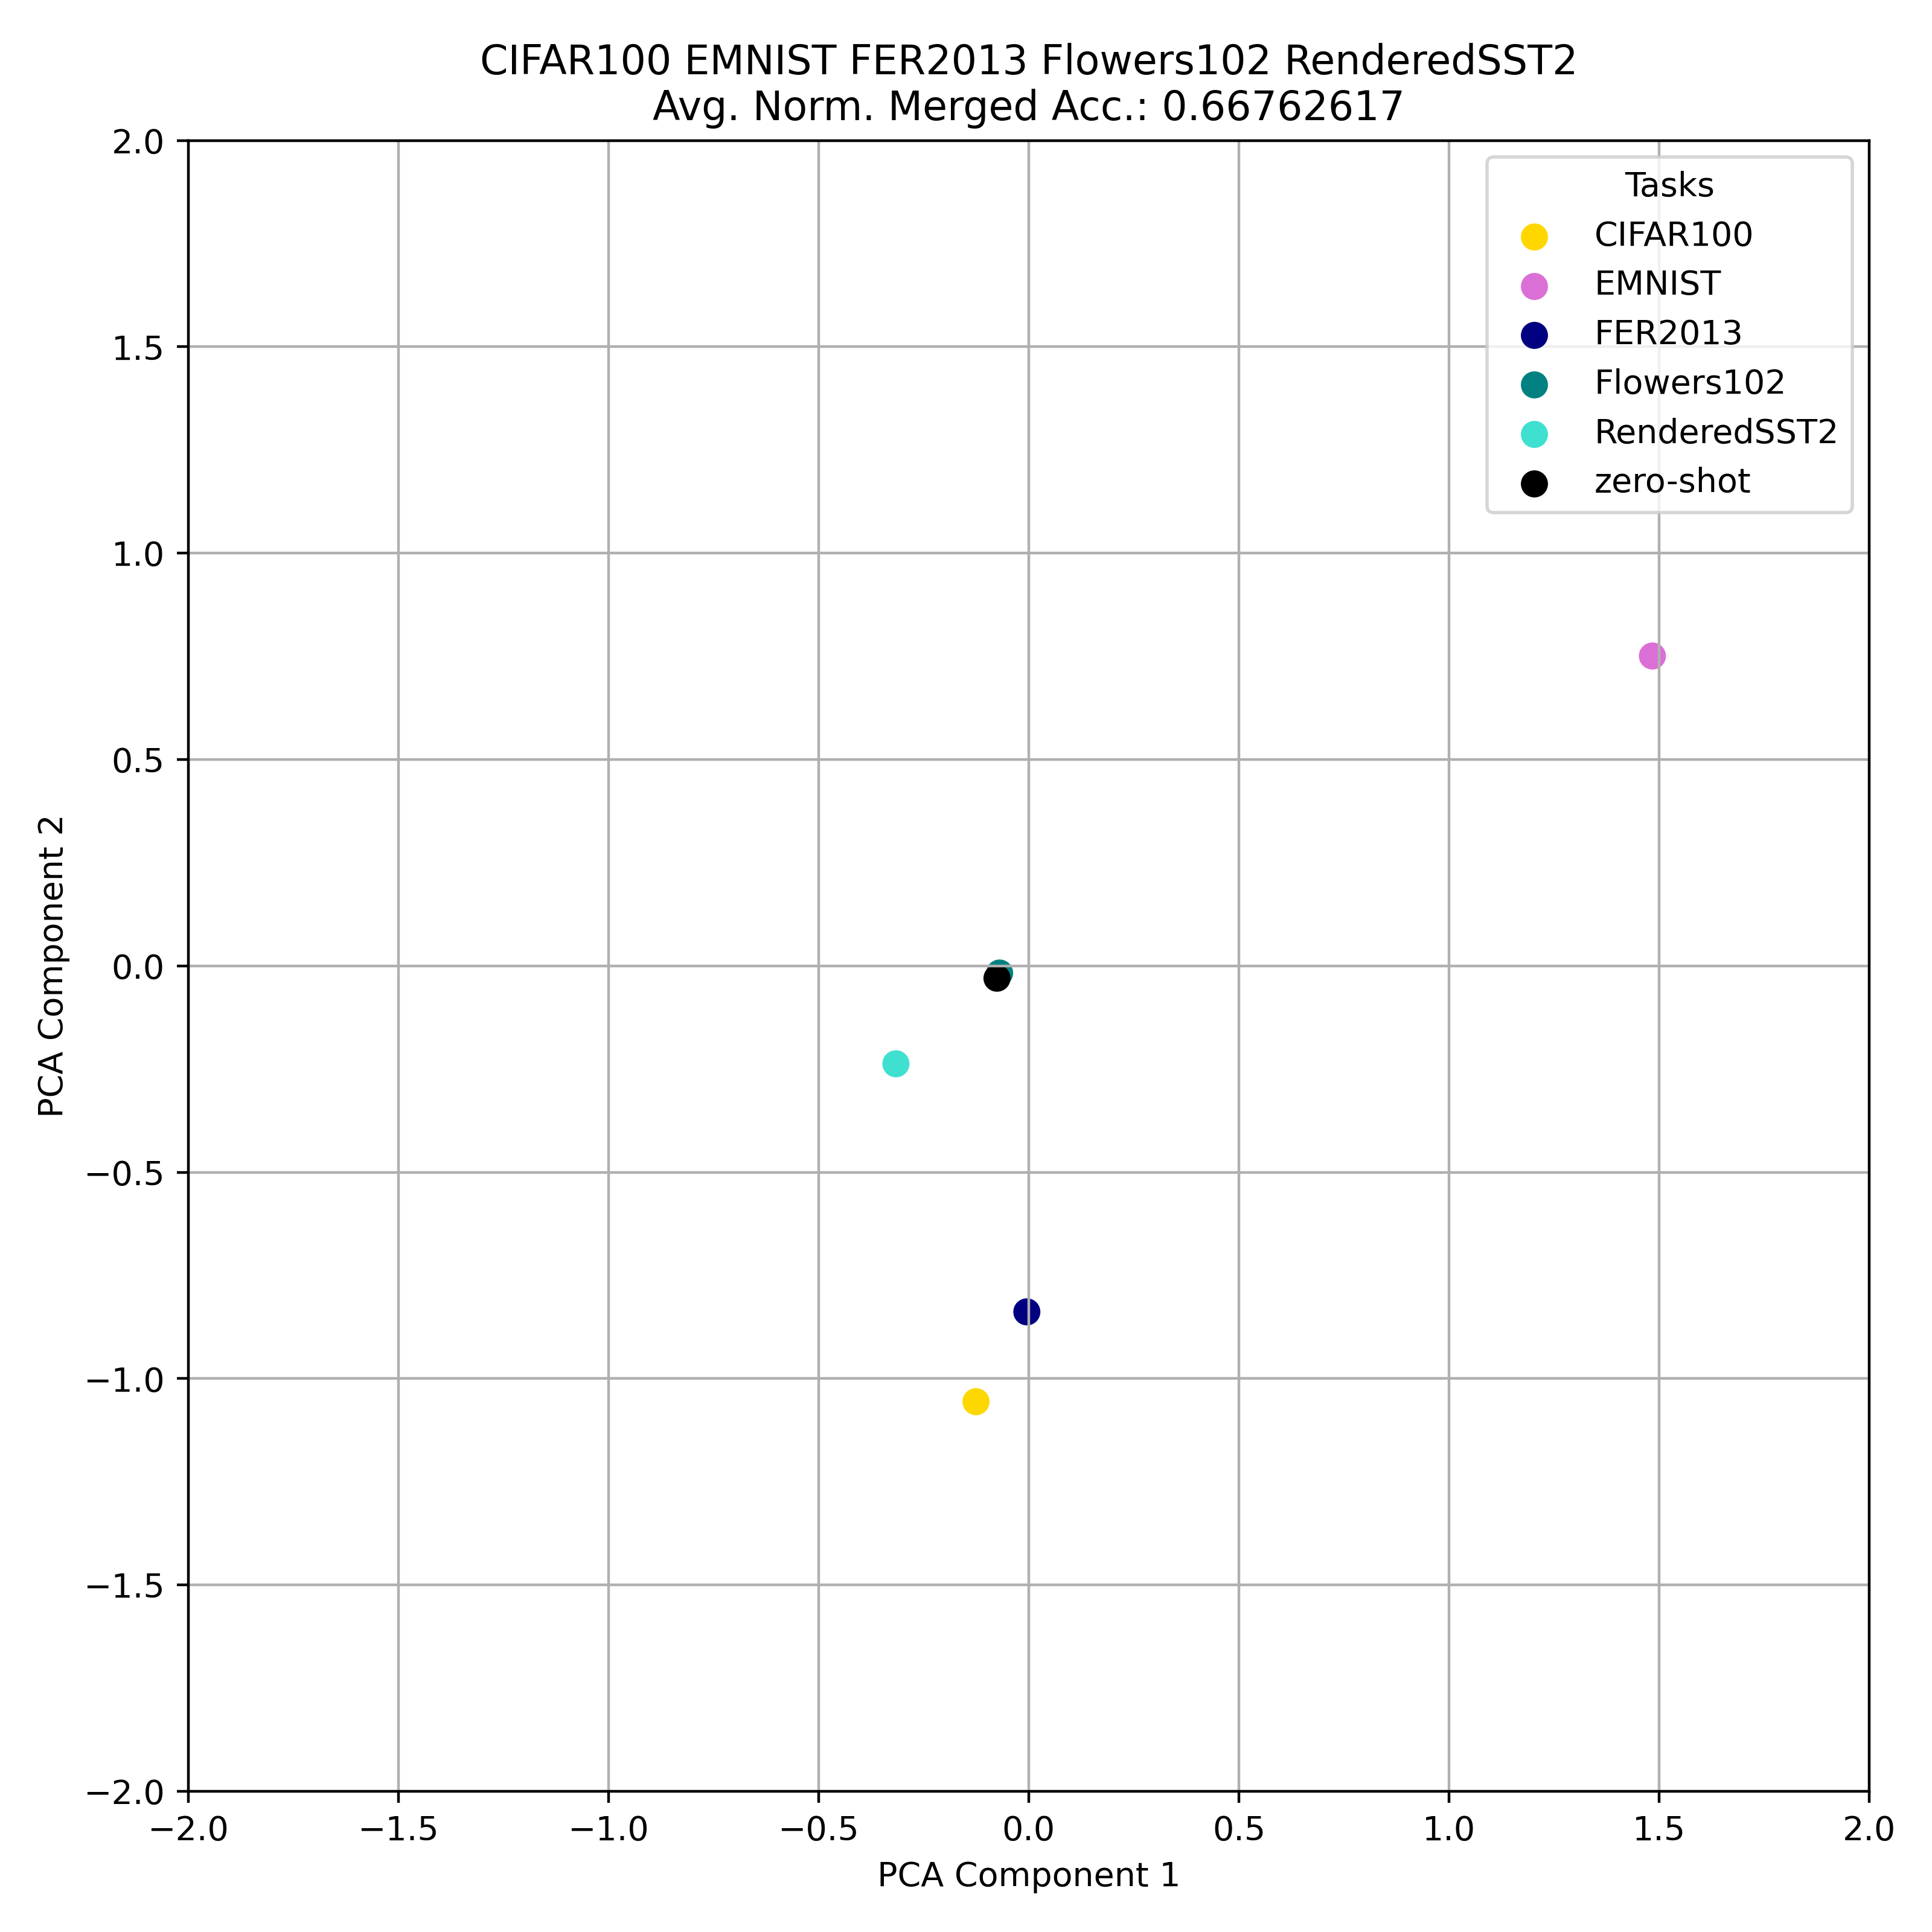 CIFAR100 EMNIST FER2013 Flowers102 RenderedSST2
Avg. Norm. Merged Acc.: 0.66762617
Tasks
CIFAR100
EMNIST
FER2013
Flowers102
RenderedSST2
zero-shot
PCA Component 2
2.0
1.5
1.0
0.5
0.0
−0.5
−1.0
−1.5
−2.0
−2.0 −1.5 −1.0 −0.5 0.0 0.5 1.0 1.5 2.0
PCA Component 1